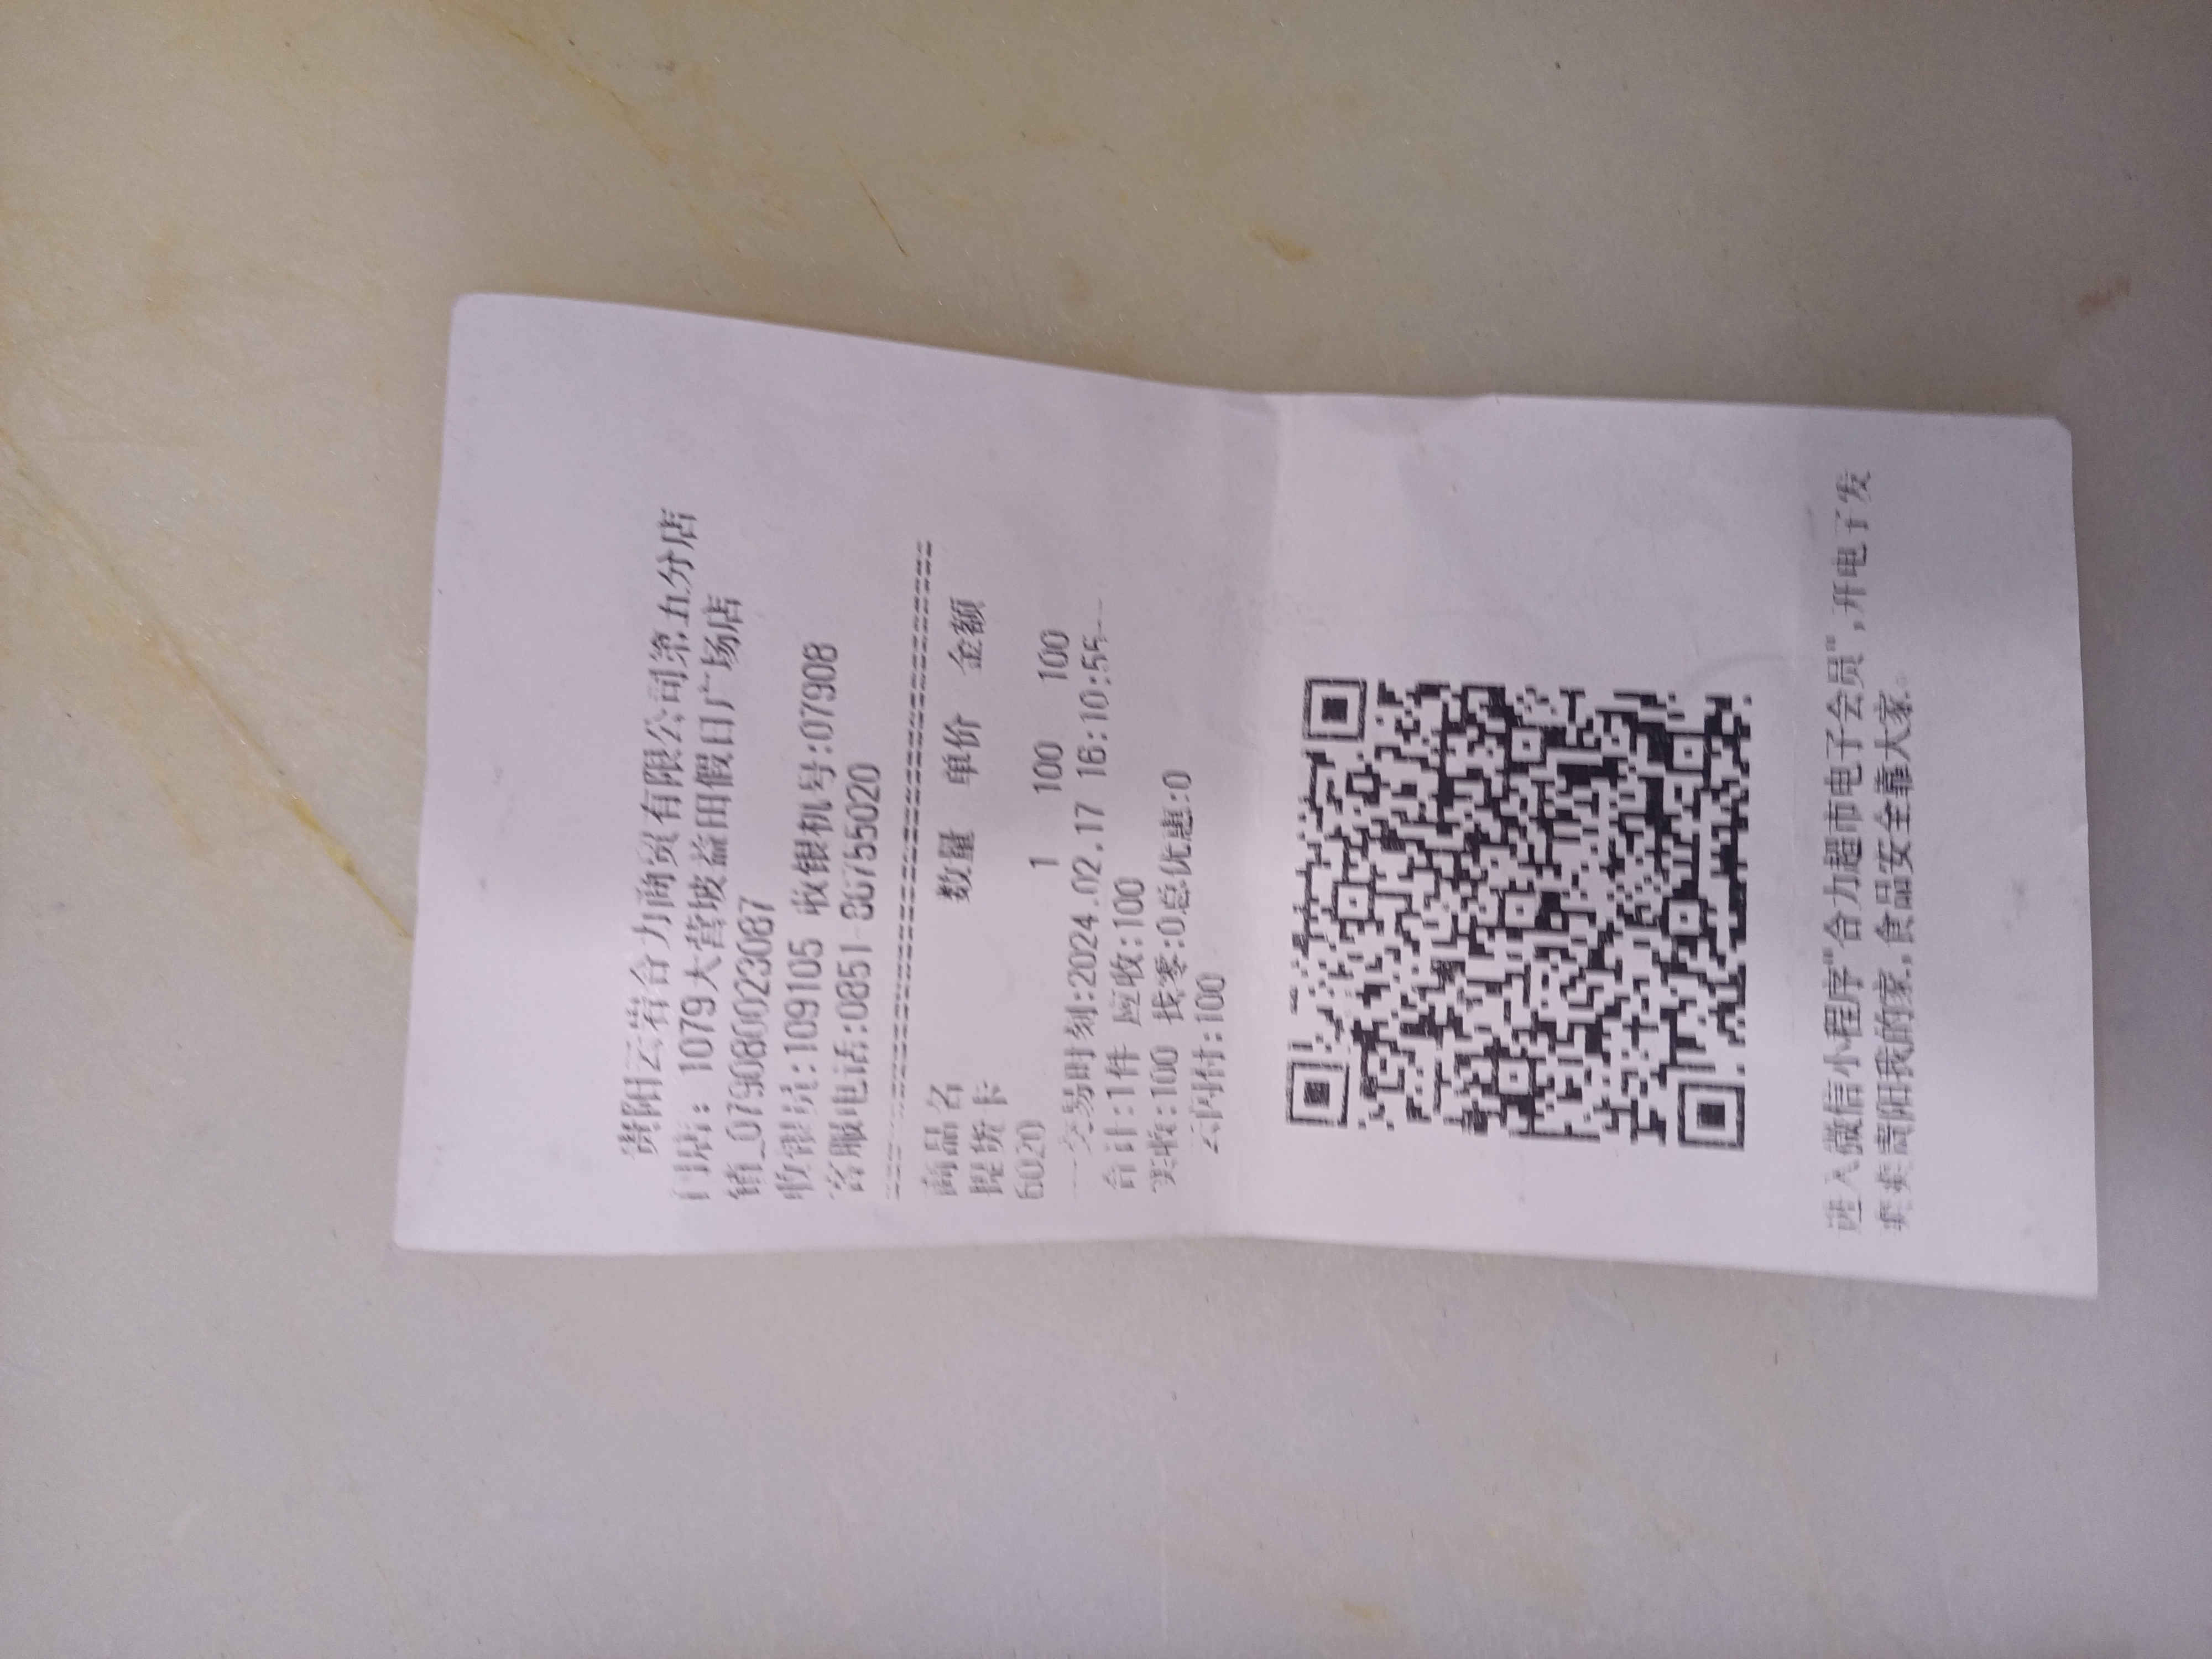 贵阳云岩合力商贸有限公司第五分店
门店: 1079大营坡益田假日广场店
销_0790800023087
收银员:109105 收银机号:07908
客服电话:0851-86755020
商品名 数量 单价 金额
提货卡
6020 1 100 100
---交易时刻:2024.02.17 16:10:55---
合计:1件 应收:100
实收:100 找零:0总优惠:0
云闪付:100
进入微信小程序"合力超市电子会员",开电子发
爽爽贵阳我的家,食品安全靠大家。